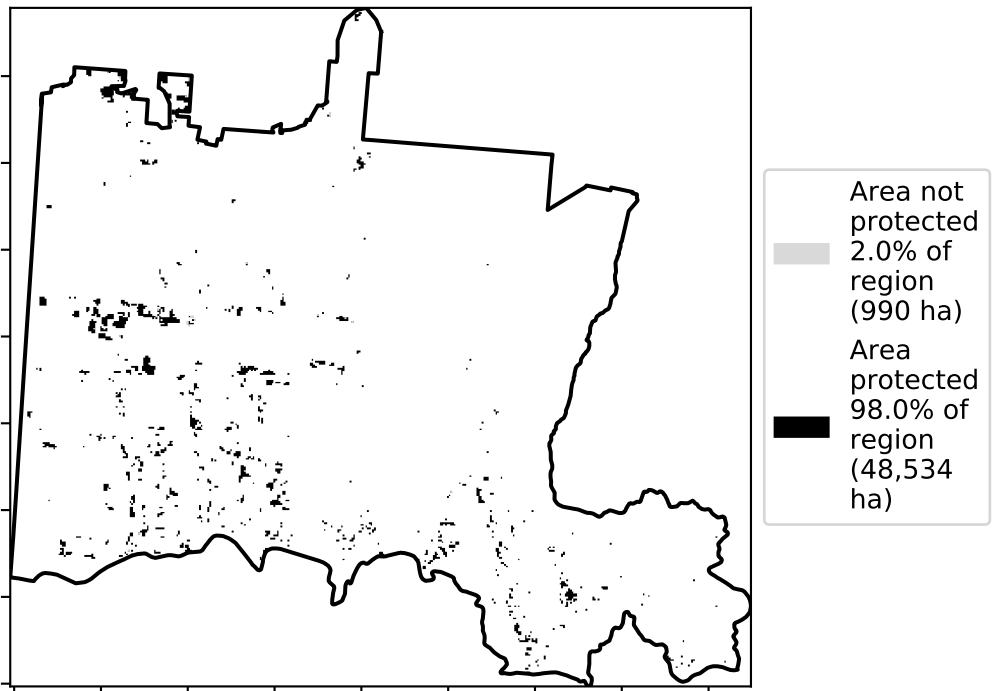 Area not
protected
2.0% of
region
(990 ha)
Area
protected
98.0% of
region
(48,534
ha)